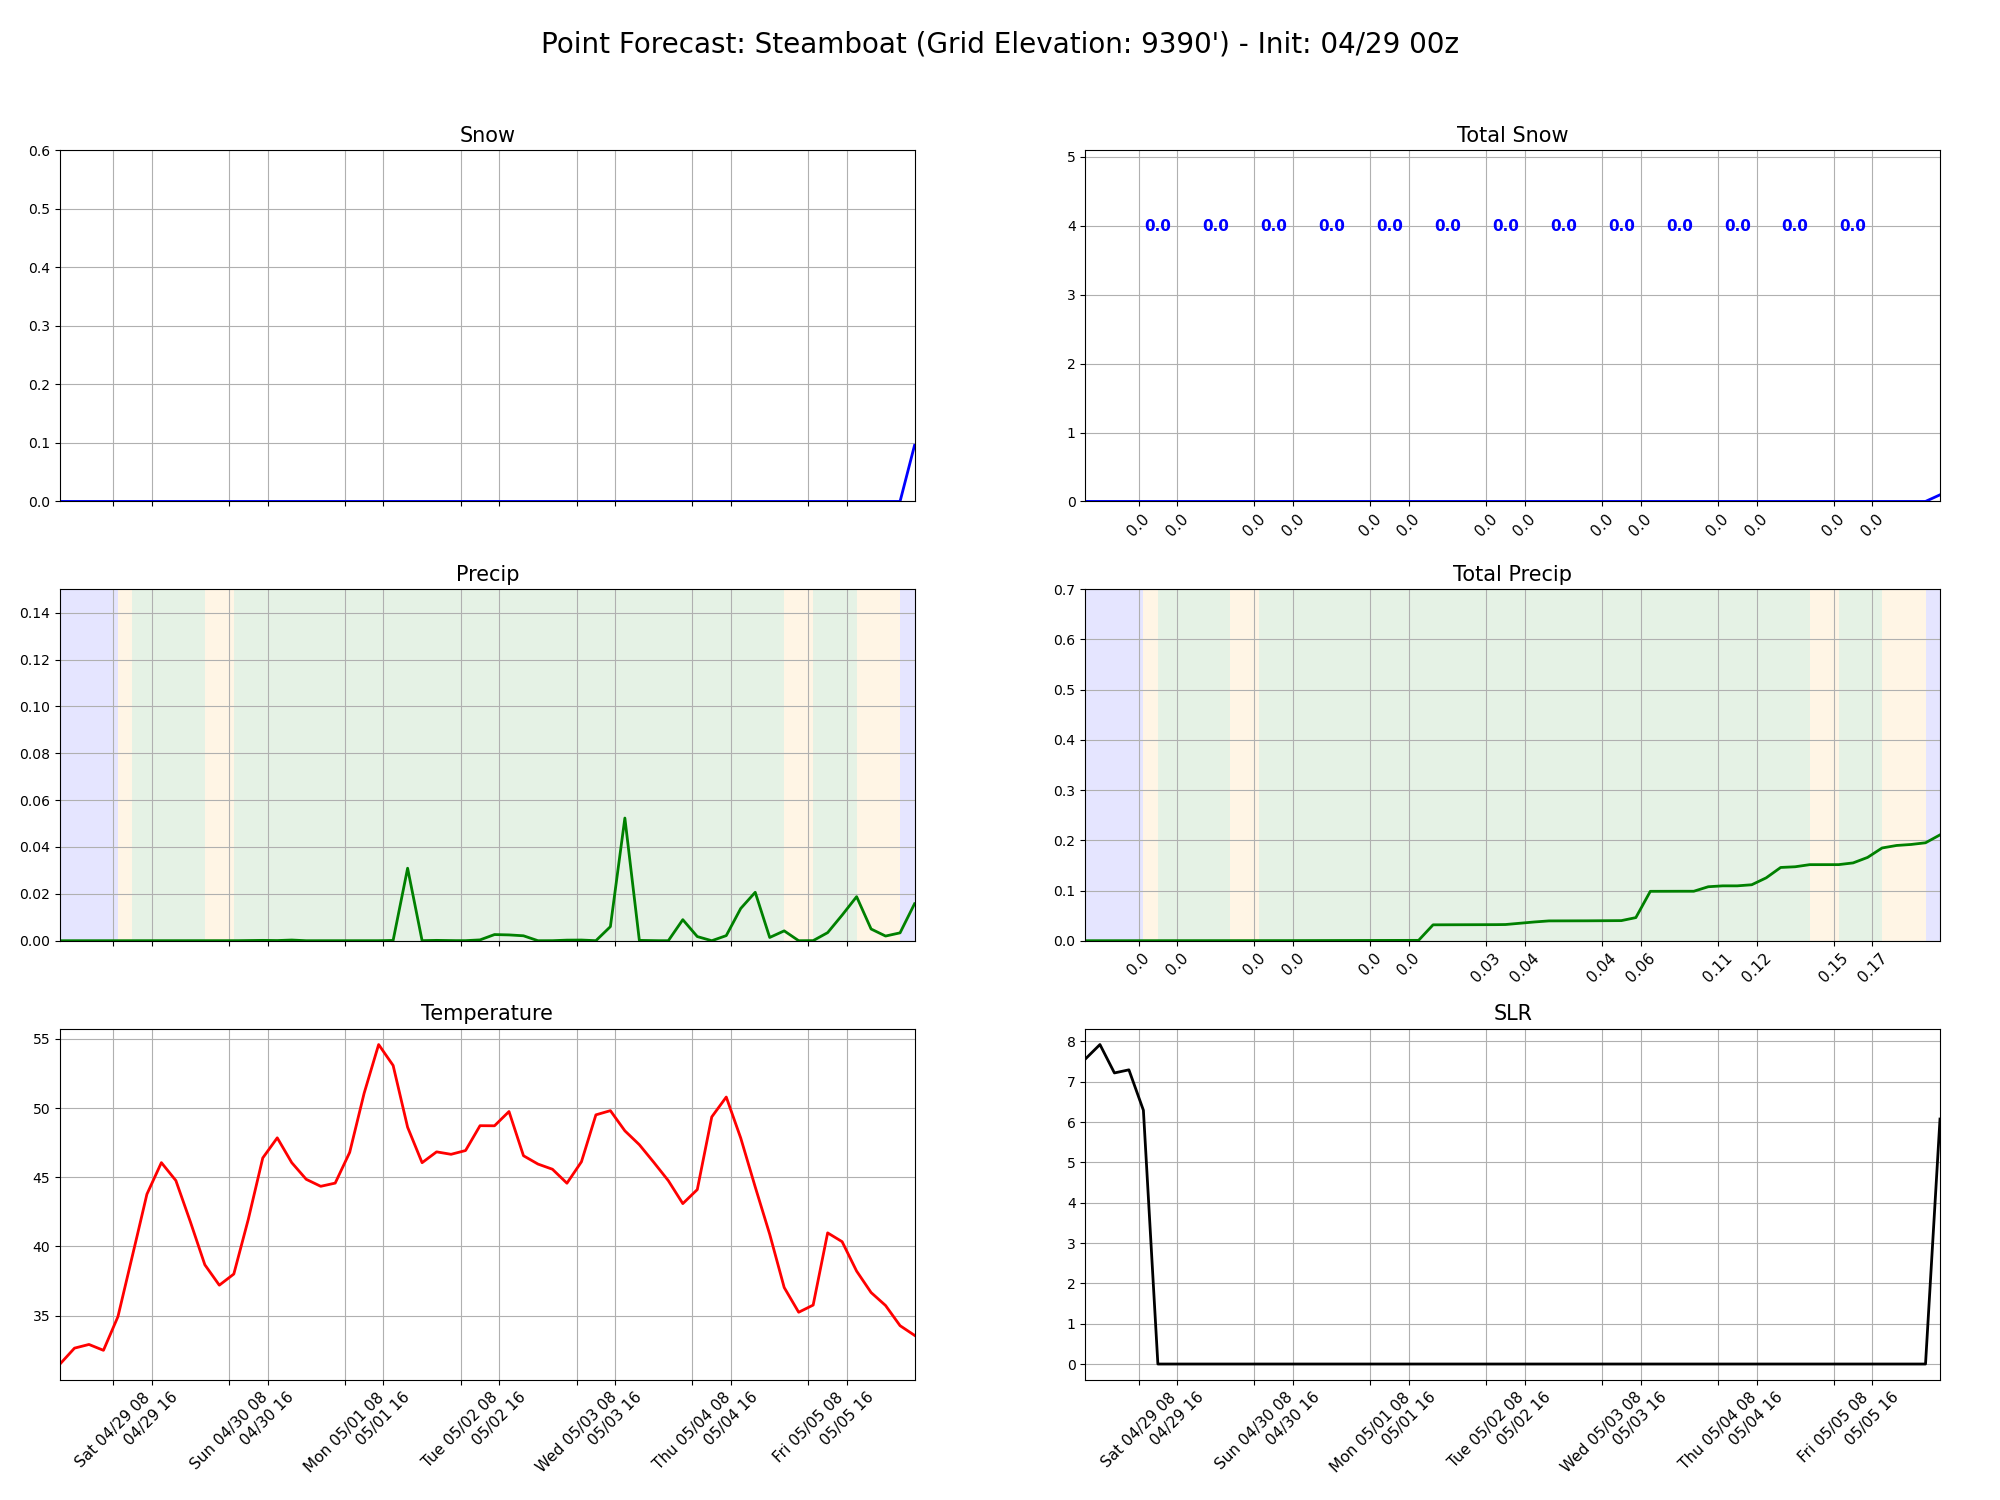 Point Forecast: Steamboat (Grid Elevation: 9390') - Init: 04/29 00z
Snow
0.6
0.5
0.4
0.3
0.2
0.1
0.0
Total Snow
5
4
3
2
1
0
0.0 0.0 0.0 0.0 0.0 0.0 0.0 0.0 0.0 0.0 0.0 0.0 0.0
0.0 0.0 0.0 0.0 0.0 0.0 0.0 0.0 0.0 0.0 0.0 0.0 0.0 0.0
Precip
0.14
0.12
0.10
0.08
0.06
0.04
0.02
0.00
Total Precip
0.7
0.6
0.5
0.4
0.3
0.2
0.1
0.0
0.0 0.0 0.0 0.0 0.0 0.0 0.03 0.04 0.04 0.06 0.11 0.12 0.15 0.17
Temperature
55
50
45
40
35
Sat 04/29 08
04/29 16
Sun 04/30 08
04/30 16
Mon 05/01 08
05/01 16
Tue 05/02 08
05/02 16
Wed 05/03 08
05/03 16
Thu 05/04 08
05/04 16
Fri 05/05 08
05/05 16
SLR
8
7
6
5
4
3
2
1
0
Sat 04/29 08
04/29 16
Sun 04/30 08
04/30 16
Mon 05/01 08
05/01 16
Tue 05/02 08
05/02 16
Wed 05/03 08
05/03 16
Thu 05/04 08
05/04 16
Fri 05/05 08
05/05 16